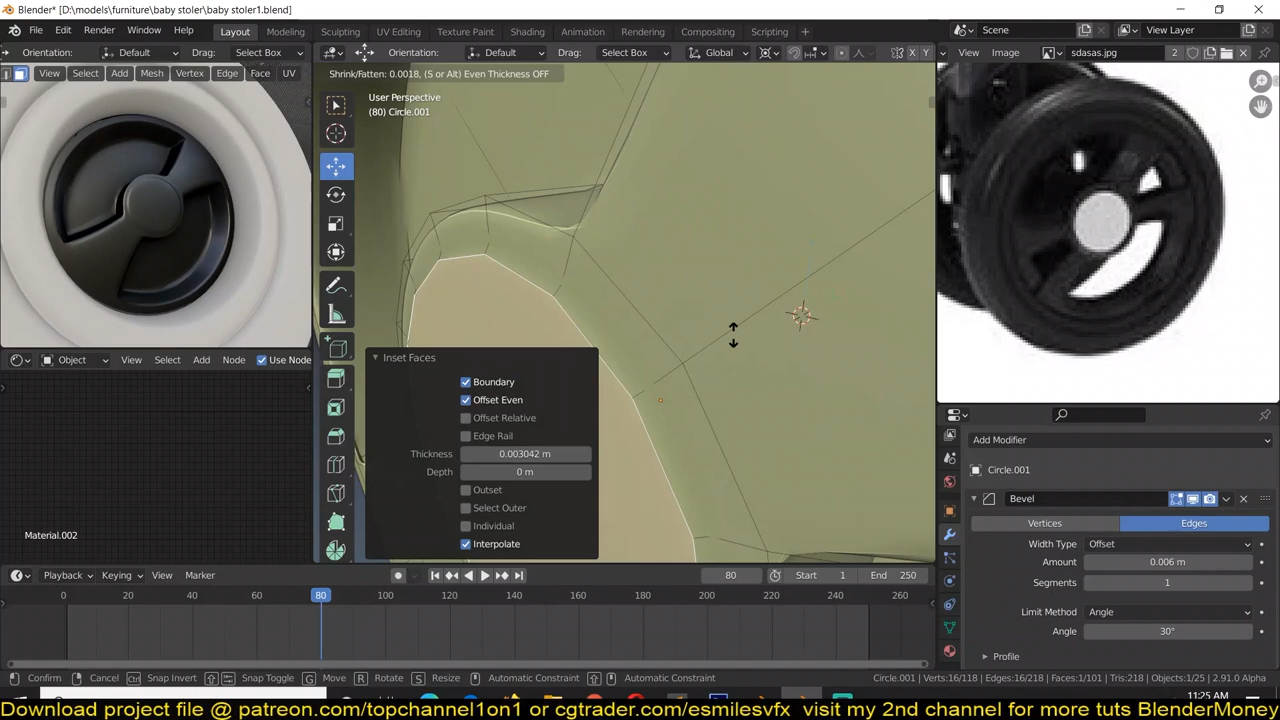 Blender* [D:\models\furniture\baby stoler\baby stoler1.blend]
File Edit Render Window Help Layout Modeling Sculpting UV Editing Texture Paint Shading Animation Rendering Compositing Scripting + Scene View Layer
Orientation: Default Drag: Select Box Orientation: Default Drag: Select Box Global X Y View Image sdasas.jpg 2
View Select Add Mesh Vertex Edge Face UV
Shrink/Fatten: 0.0018, (S or Alt) Even Thickness OFF
User Perspective
(80) Circle.001
Object View Select Add Node Use Node
Inset Faces
Boundary
Offset Even
Offset Relative
Edge Rail
Thickness 0.003042 m
Depth 0 m
Outset
Select Outer
Individual
Interpolate
Material.002
Add Modifier
Circle.001
Bevel
Vertices Edges
Width Type Offset
Amount 0.006 m
Segments 1
Limit Method Angle
Angle 30°
Profile
Playback Keying View Marker 80 Start 1 End 250
0 20 40 60 80 100 120 140 160 180 200 220 240 260
80
Confirm Cancel Ctrl Snap Invert Snap Toggle G Move R Rotate S Resize Automatic Constraint Automatic Constraint Circle.001 | Verts:16/118 | Edges:16/218 | Faces:1/101 | Tris:218 | Objects:1/25 | 2.91.0 Alpha
11:25 AM
Download project file @ patreon.com/topchannel1on1 or cgtrader.com/esmilesvfx visit my 2nd channel for more tuts BlenderMoney